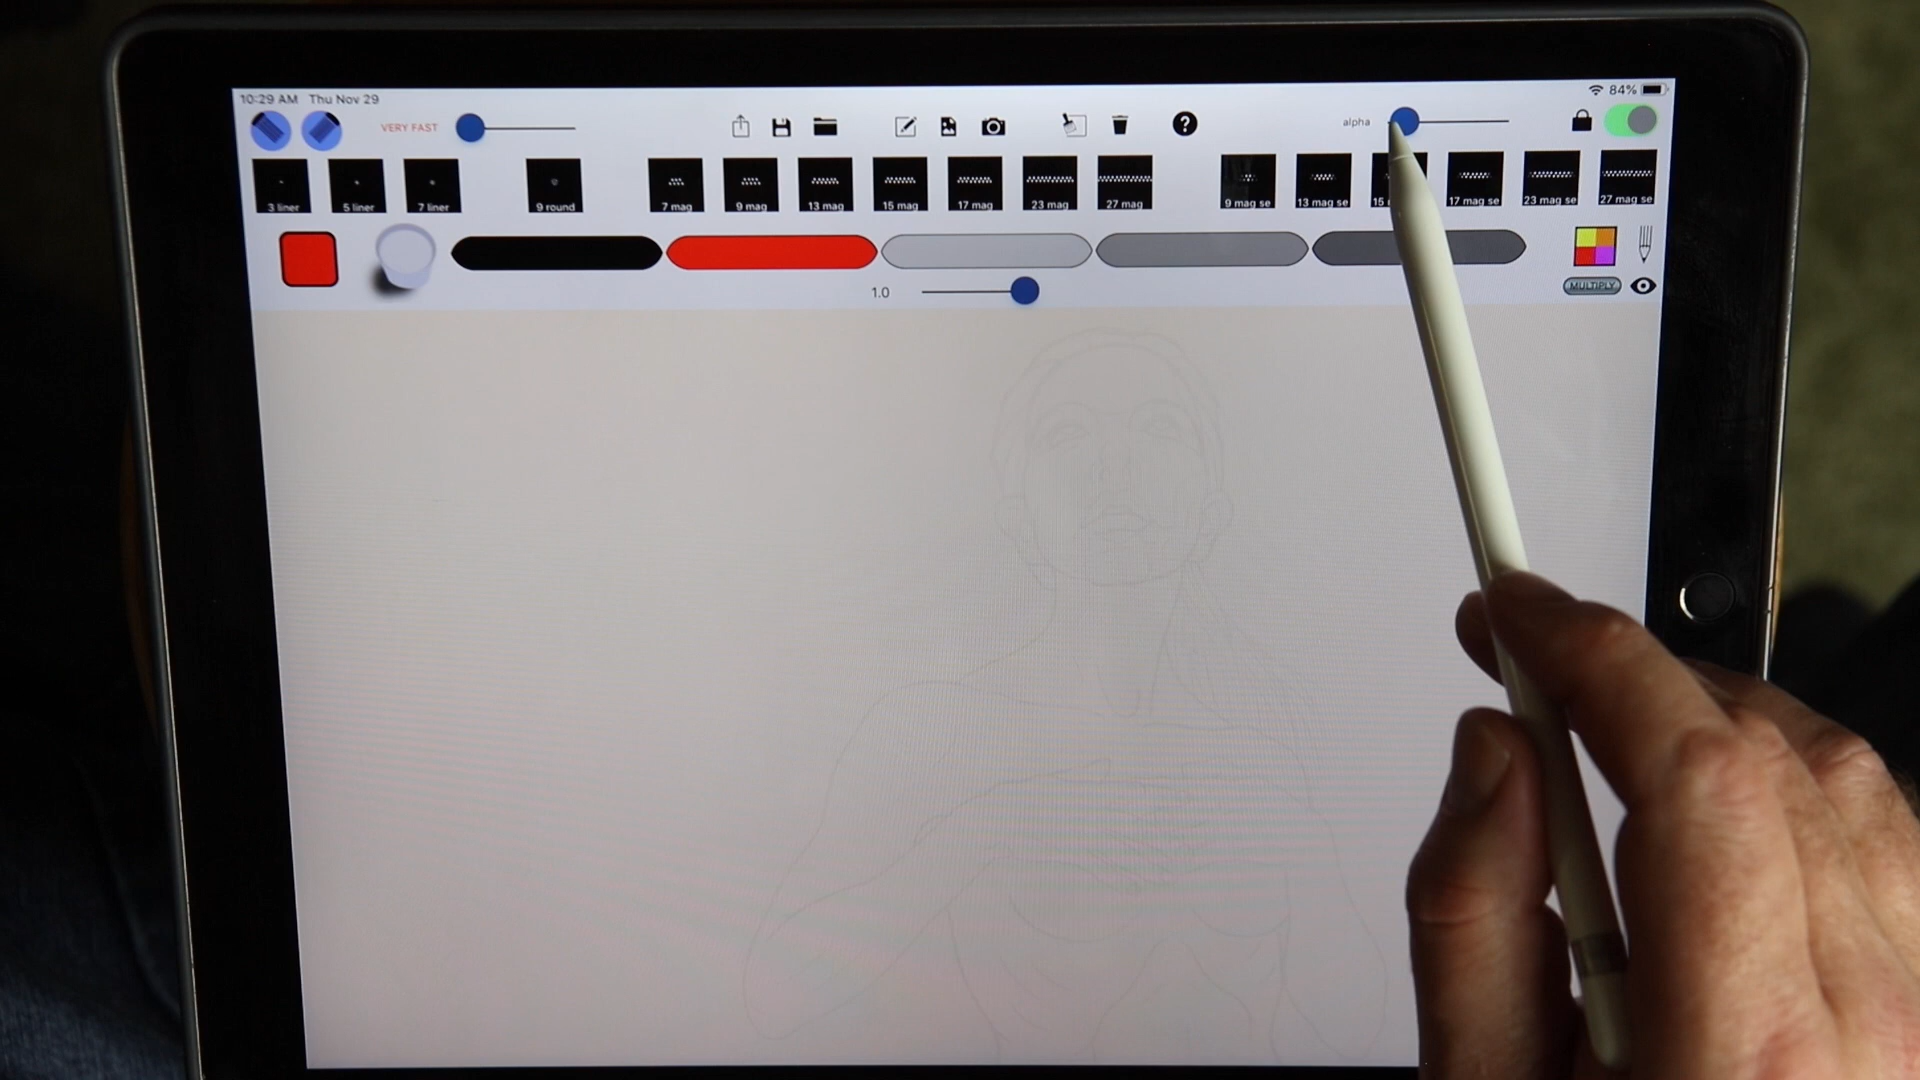 10:29 AM Thu Nov 29
84%
VERY FAST
?
alpha
3 liner
5 liner
7 liner
9 round
7 mag
9 mag
13 mag
15 mag
17 mag
23 mag
27 mag
9 mag se
13 mag se
15
17 mag se
23 mag se
27 mag se
1.0
MULTIPLY